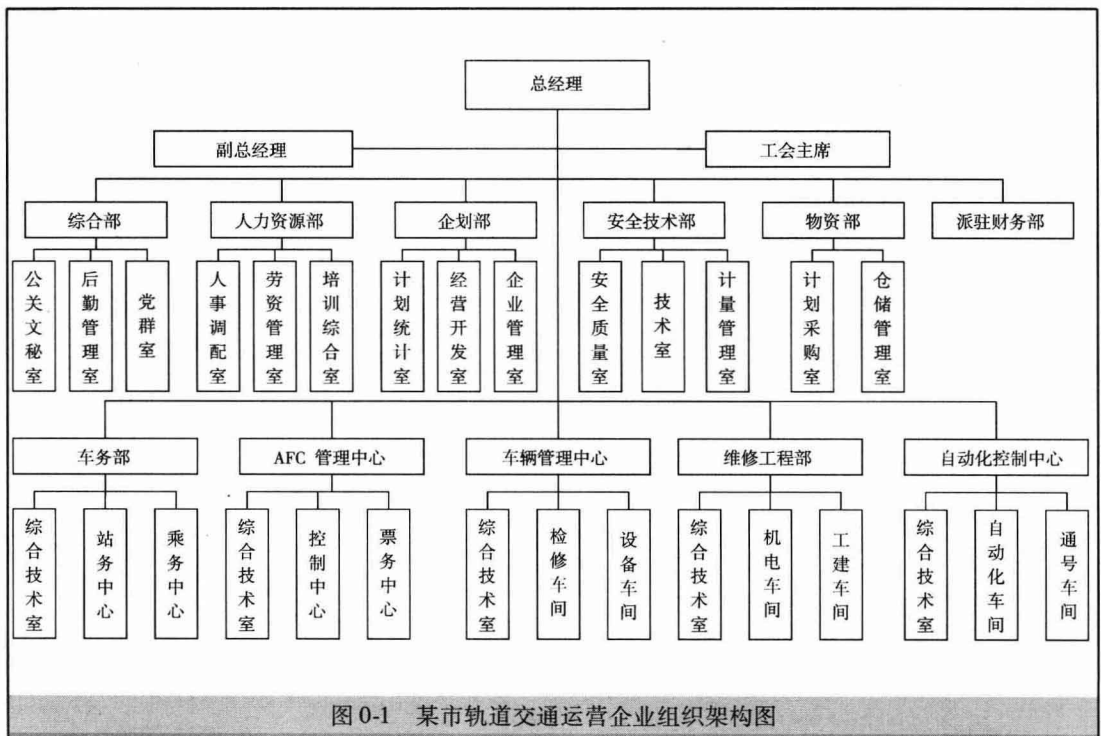 总经理
副总经理
工会主席
综合部
人力资源部
企划部
安全技术部
物资部
派驻财务部
公关文秘室
后勤管理室
党群室
人事调配室
劳资管理室
培训综合室
计划统计室
经营开发室
企业管理室
安全质量室
技术室
计量管理室
计划采购室
仓储管理室
车务部
AFC 管理中心
车辆管理中心
维修工程部
自动化控制中心
综合技术室
站务中心
乘务中心
综合技术室
控制中心
票务中心
综合技术室
检修车间
设备车间
综合技术室
机电车间
工建车间
综合技术室
自动化车间
通号车间
图 0-1 某市轨道交通运营企业组织架构图